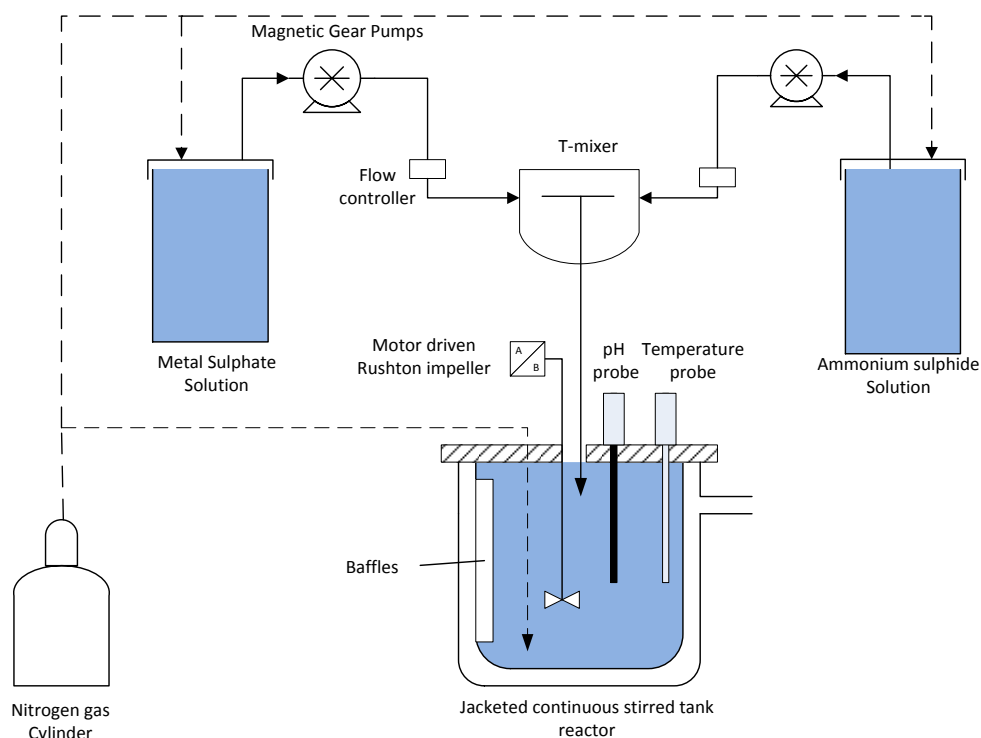 Magnetic Gear Pumps
T-mixer
Flow
controller
Metal Sulphate
Solution
Ammonium sulphide
Solution
Motor driven
Rushton impeller
A
B
pH
probe
Temperature
probe
Baffles
Nitrogen gas
Cylinder
Jacketed continuous stirred tank
reactor